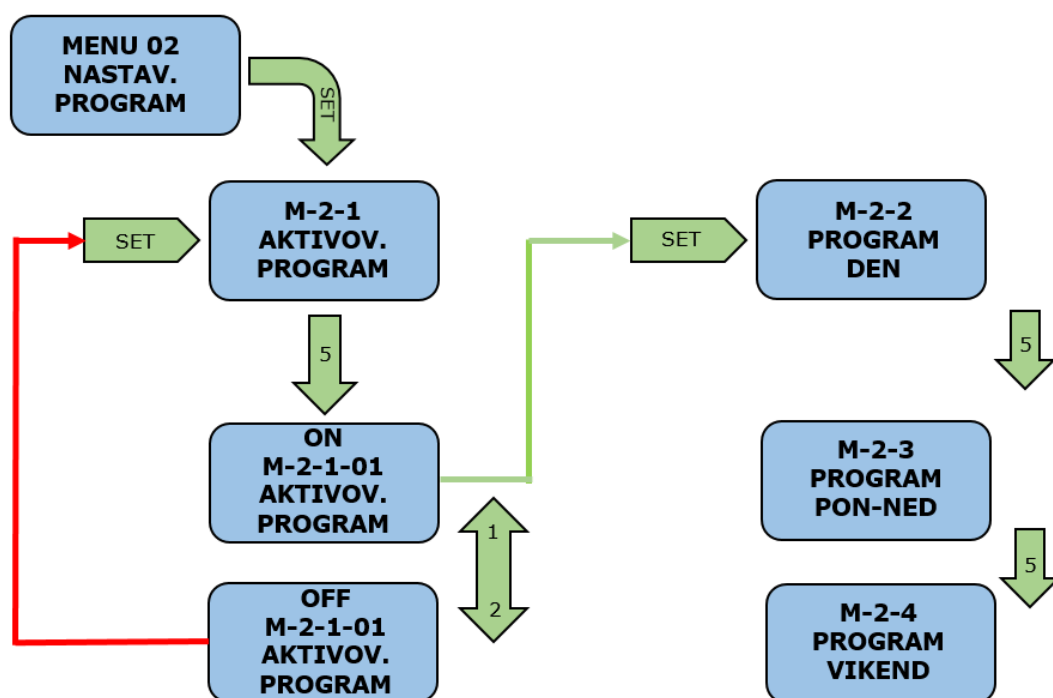 MENU 02
NASTAV.
PROGRAM
SET
M-2-1
AKTIVOV.
PROGRAM
SET
5
ON
M-2-1-01
AKTIVOV.
PROGRAM
1
2
OFF
M-2-1-01
AKTIVOV.
PROGRAM
SET
M-2-2
PROGRAM
DEN
5
M-2-3
PROGRAM
PON-NED
5
M-2-4
PROGRAM
VIKEND